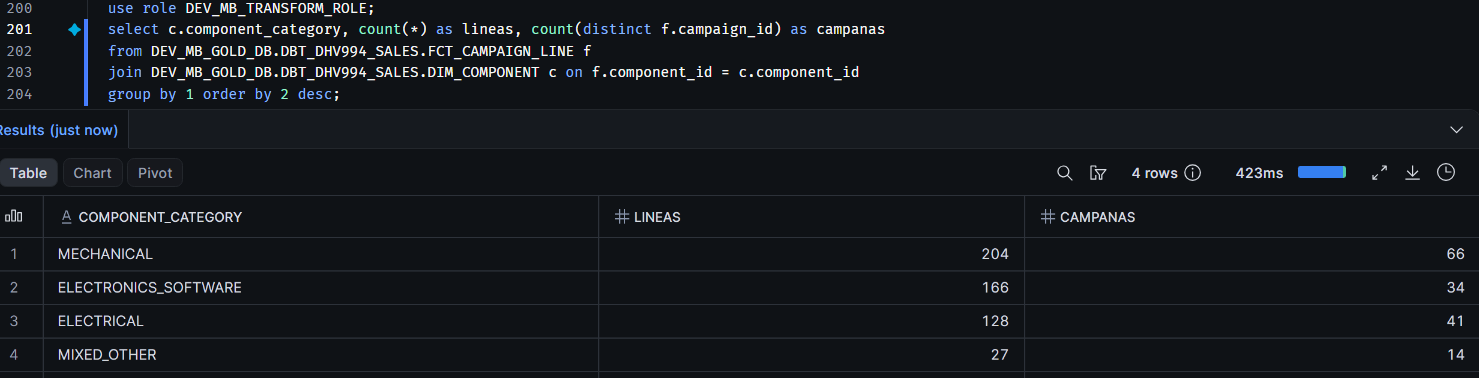 200 use role DEV_MB_TRANSFORM_ROLE;
201 select c.component_category, count(*) as lineas, count(distinct f.campaign_id) as campanas
202 from DEV_MB_GOLD_DB.DBT_DHV994_SALES.FCT_CAMPAIGN_LINE f
203 join DEV_MB_GOLD_DB.DBT_DHV994_SALES.DIM_COMPONENT c on f.component_id = c.component_id
204 group by 1 order by 2 desc;
Results (just now)
Table Chart Pivot 4 rows 423ms
A COMPONENT_CATEGORY # LINEAS # CAMPANAS
1 MECHANICAL 204 66
2 ELECTRONICS_SOFTWARE 166 34
3 ELECTRICAL 128 41
4 MIXED_OTHER 27 14